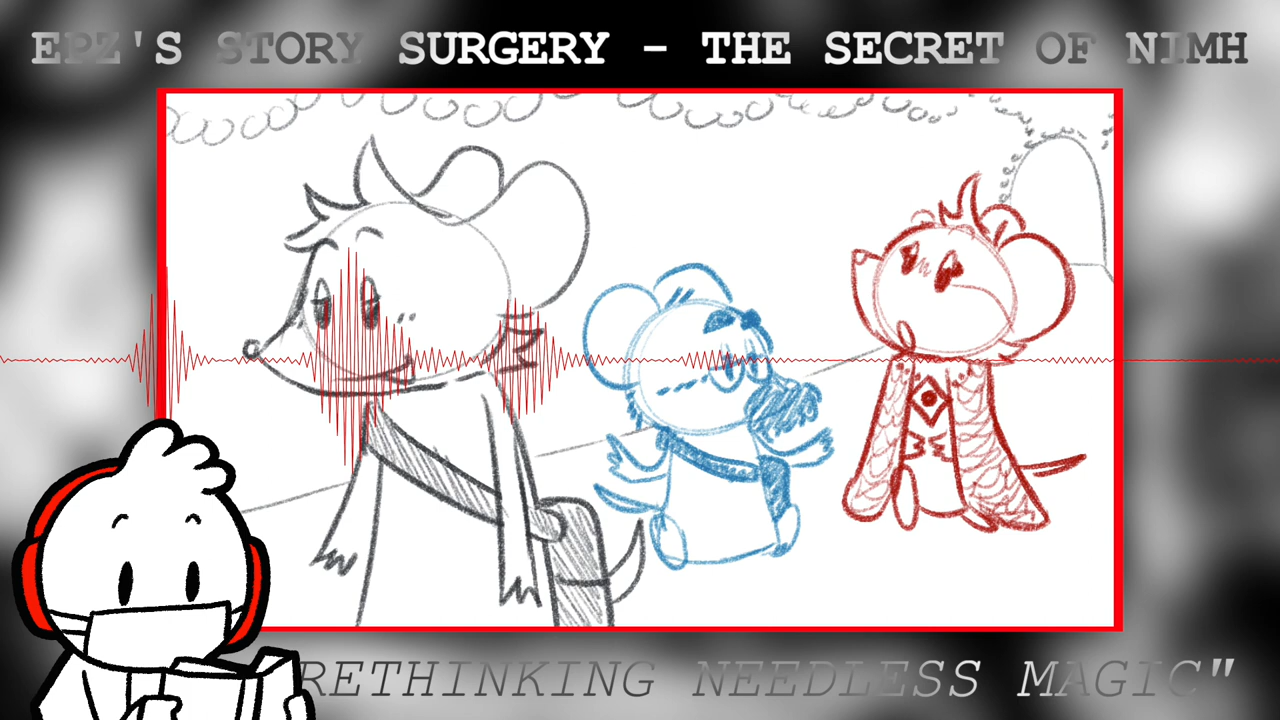 EPZ'S STORY SURGERY - THE SECRET OF NIMH
RETHINKING NEEDLESS MAGIC"